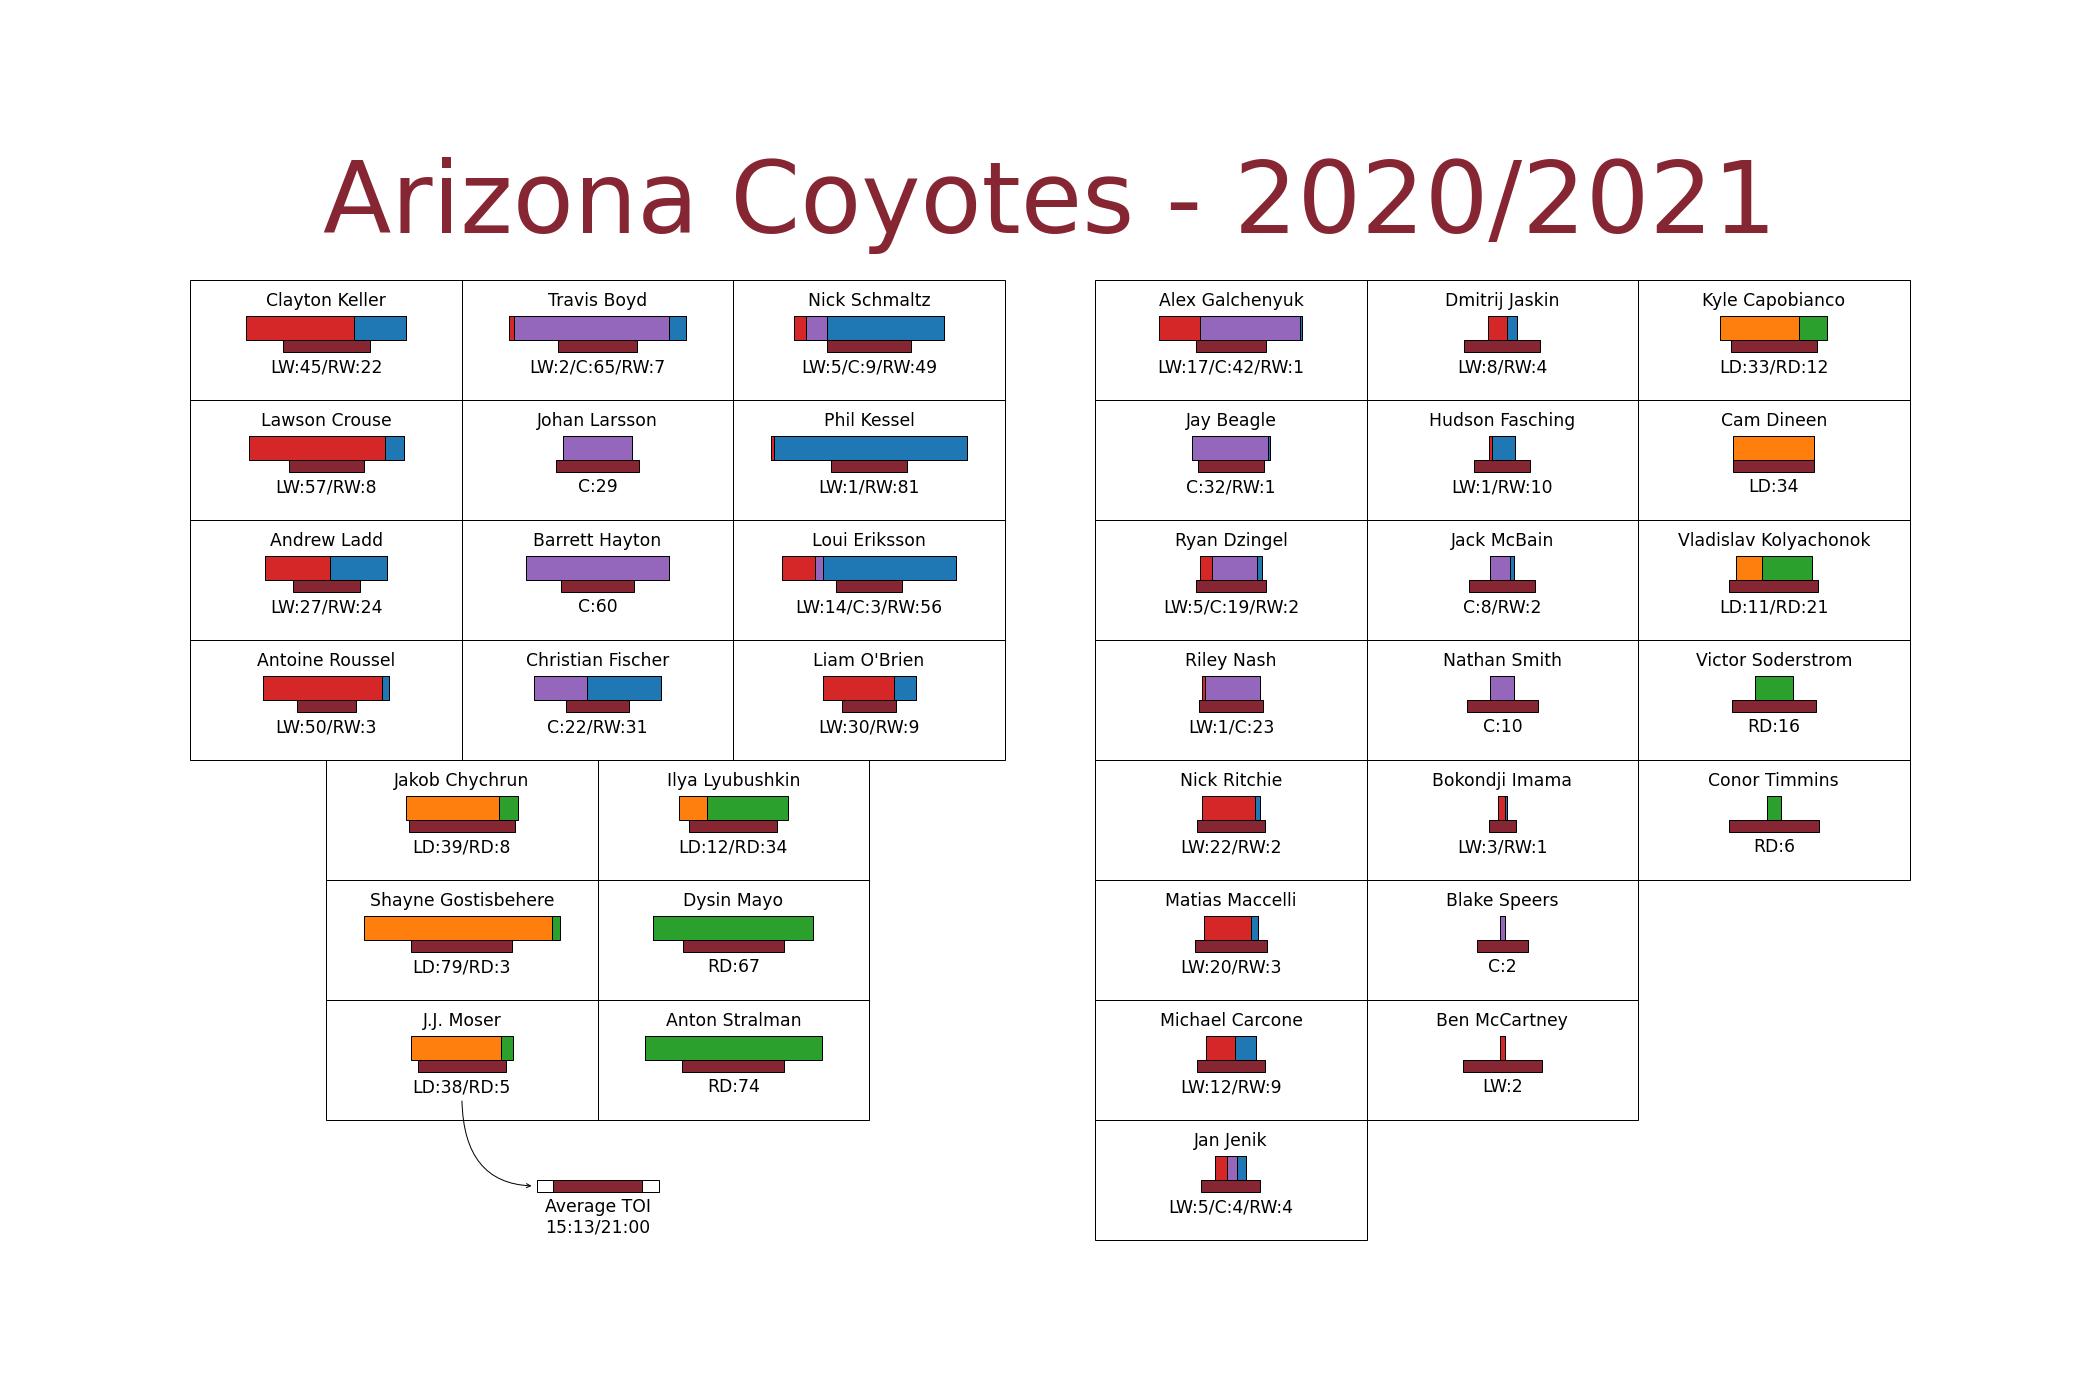 Arizona Coyotes - 2020/2021
Clayton Keller
LW:45/RW:22
Travis Boyd
LW:2/C:65/RW:7
Nick Schmaltz
LW:5/C:9/RW:49
Lawson Crouse
LW:57/RW:8
Johan Larsson
C:29
Phil Kessel
LW:1/RW:81
Andrew Ladd
LW:27/RW:24
Barrett Hayton
C:60
Loui Eriksson
LW:14/C:3/RW:56
Antoine Roussel
LW:50/RW:3
Christian Fischer
C:22/RW:31
Liam O'Brien
LW:30/RW:9
Jakob Chychrun
LD:39/RD:8
Ilya Lyubushkin
LD:12/RD:34
Shayne Gostisbehere
LD:79/RD:3
Dysin Mayo
RD:67
J.J. Moser
LD:38/RD:5
Anton Stralman
RD:74
Average TOI
15:13/21:00
Alex Galchenyuk
LW:17/C:42/RW:1
Dmitrij Jaskin
LW:8/RW:4
Kyle Capobianco
LD:33/RD:12
Jay Beagle
C:32/RW:1
Hudson Fasching
LW:1/RW:10
Cam Dineen
LD:34
Ryan Dzingel
LW:5/C:19/RW:2
Jack McBain
C:8/RW:2
Vladislav Kolyachonok
LD:11/RD:21
Riley Nash
LW:1/C:23
Nathan Smith
C:10
Victor Soderstrom
RD:16
Nick Ritchie
LW:22/RW:2
Bokondji Imama
LW:3/RW:1
Conor Timmins
RD:6
Matias Maccelli
LW:20/RW:3
Blake Speers
C:2
Michael Carcone
LW:12/RW:9
Ben McCartney
LW:2
Jan Jenik
LW:5/C:4/RW:4